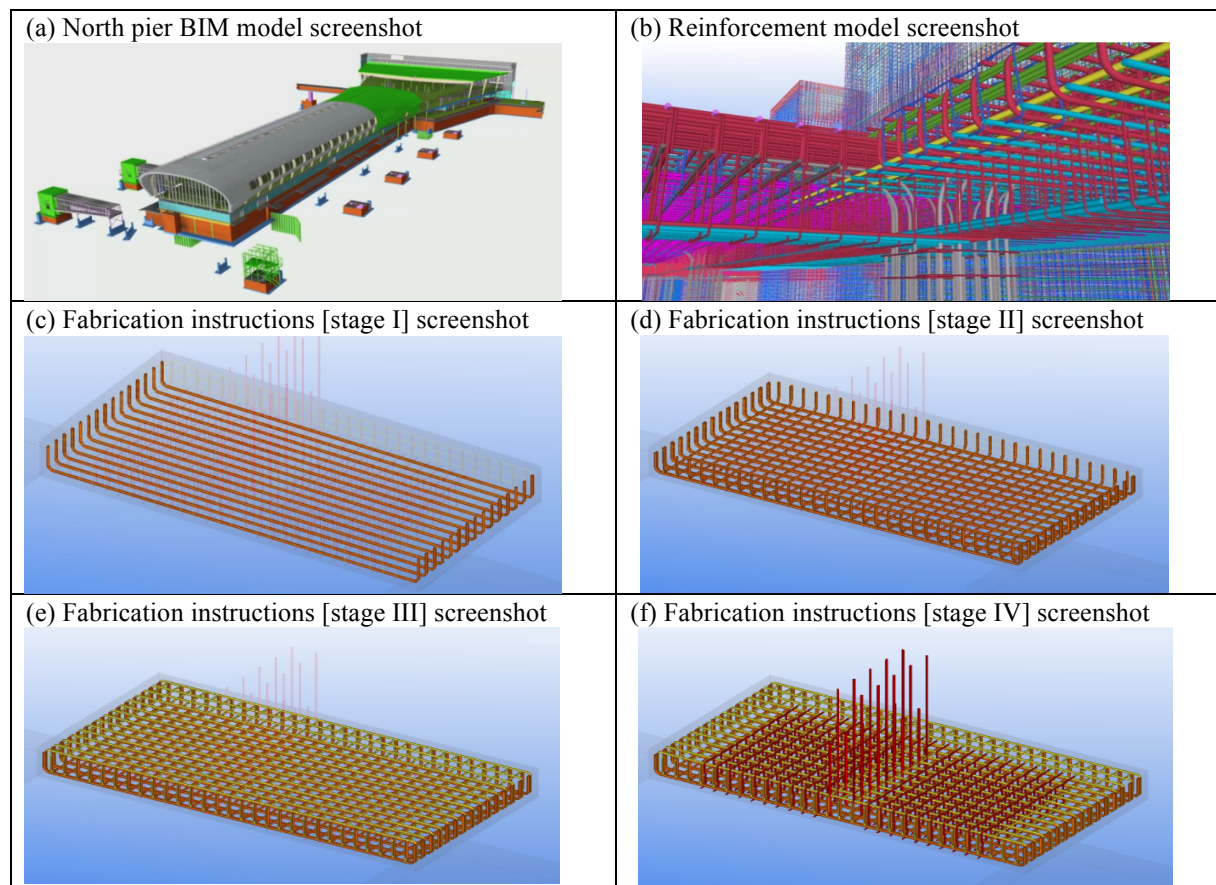 (a) North pier BIM model screenshot
(b) Reinforcement model screenshot
(c) Fabrication instructions [stage I] screenshot
(d) Fabrication instructions [stage II] screenshot
(e) Fabrication instructions [stage III] screenshot
(f) Fabrication instructions [stage IV] screenshot